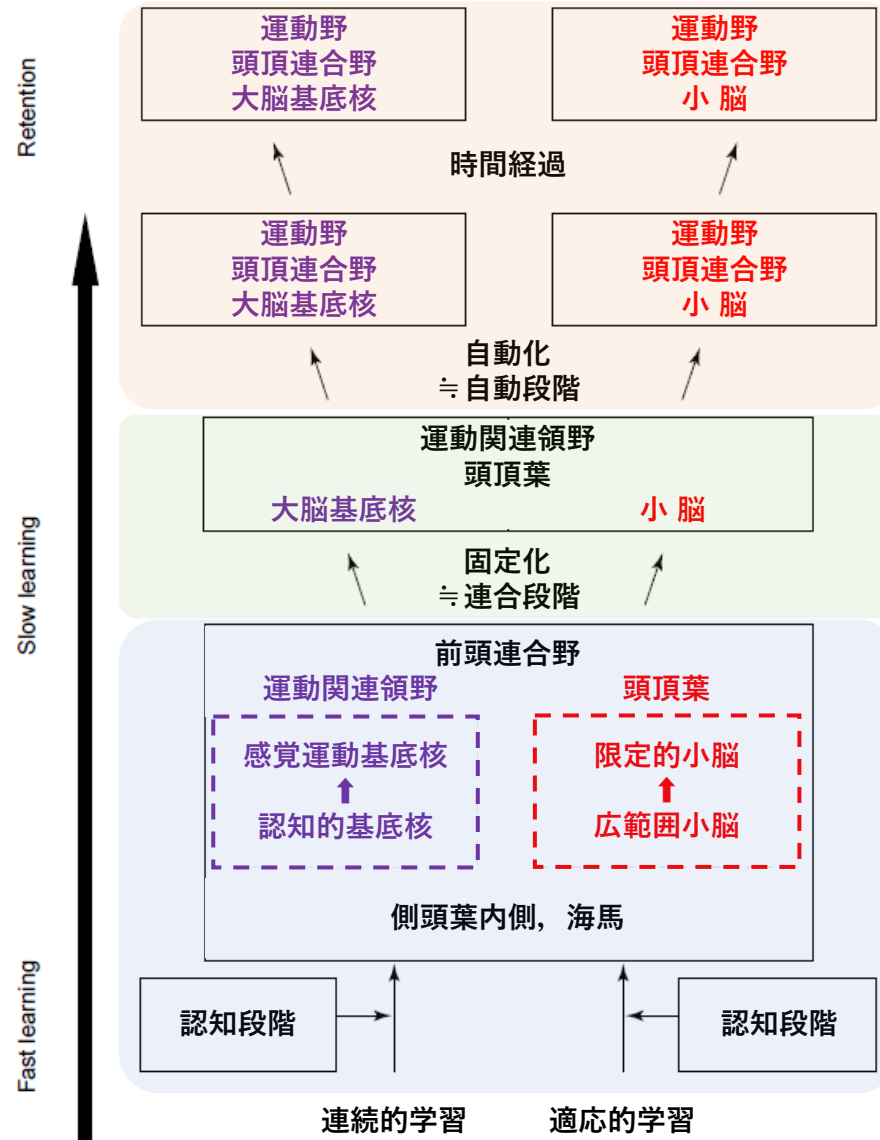 Retention
運動野
頭頂連合野
大脳基底核
運動野
頭頂連合野
小 脳
時間経過
運動野
頭頂連合野
大脳基底核
運動野
頭頂連合野
小 脳
自動化
≒自動段階
Slow learning
運動関連領野
頭頂葉
大脳基底核
小 脳
固定化
≒連合段階
Fast learning
前頭連合野
運動関連領野
頭頂葉
感覚運動基底核
限定的小脳
認知的基底核
広範囲小脳
側頭葉内側，海馬
認知段階
認知段階
連続的学習
適応的学習